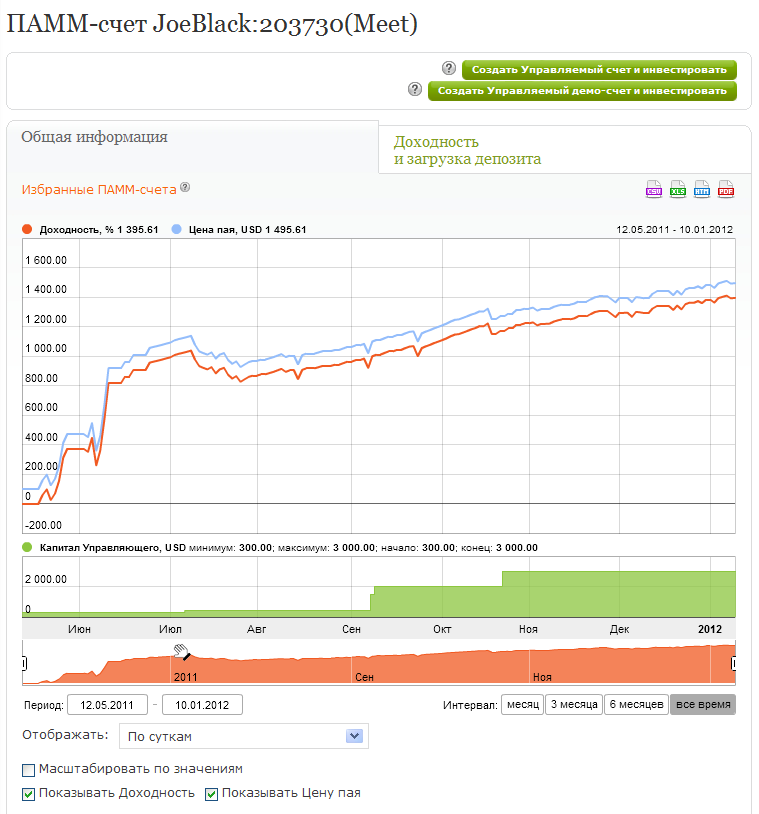 ПАММ-счет JoeBlack:203730(Meet)
? Создать Управляемый счет и инвестировать
? Создать Управляемый демо-счет и инвестировать
Общая информация
Доходность
и загрузка депозита
Избранные ПАММ-счета ?
CSV XLS HTM PDF
Доходность, % 1 395.61 Цена пая, USD 1 495.61 12.05.2011 - 10.01.2012
1 600.00
1 400.00
1 200.00
1 000.00
800.00
600.00
400.00
200.00
0
-200.00
Капитал Управляющего, USD минимум: 300.00; максимум: 3 000.00; начало: 300.00; конец: 3 000.00
2 000.00
0
Июн Июл Авг Сен Окт Ноя Дек 2012
2011 Сен Ноя
Период: 12.05.2011 - 10.01.2012 Интервал: месяц 3 месяца 6 месяцев все время
Отображать: По суткам
Масштабировать по значениям
Показывать Доходность Показывать Цену пая